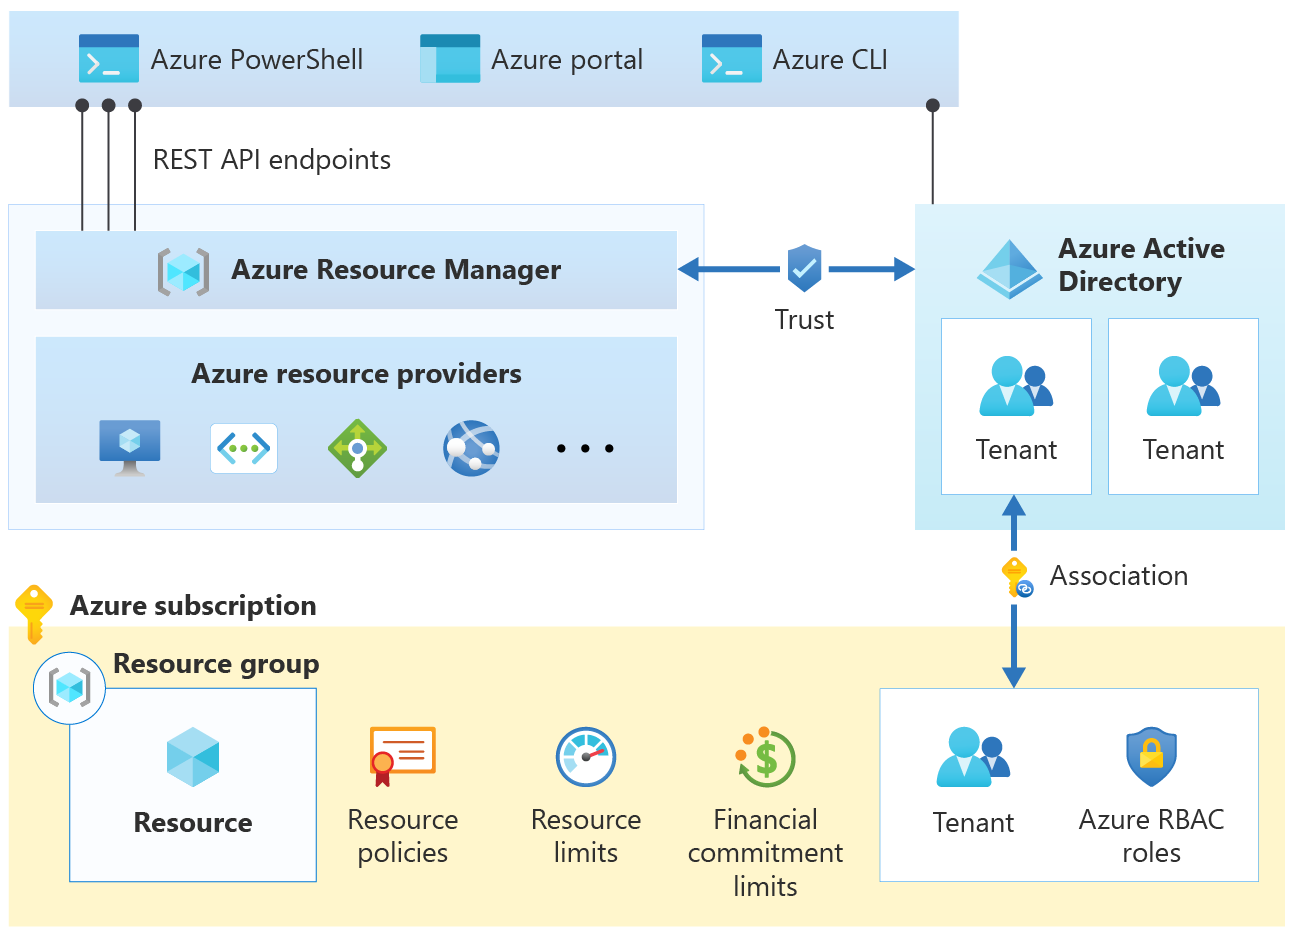 Azure PowerShell
Azure portal
Azure CLI
REST API endpoints
Azure Resource Manager
Trust
Azure Active
Directory
Azure resource providers
Tenant
Tenant
Association
Azure subscription
Resource group
Resource
Resource
policies
Resource
limits
Financial
commitment
limits
Tenant
Azure RBAC
roles